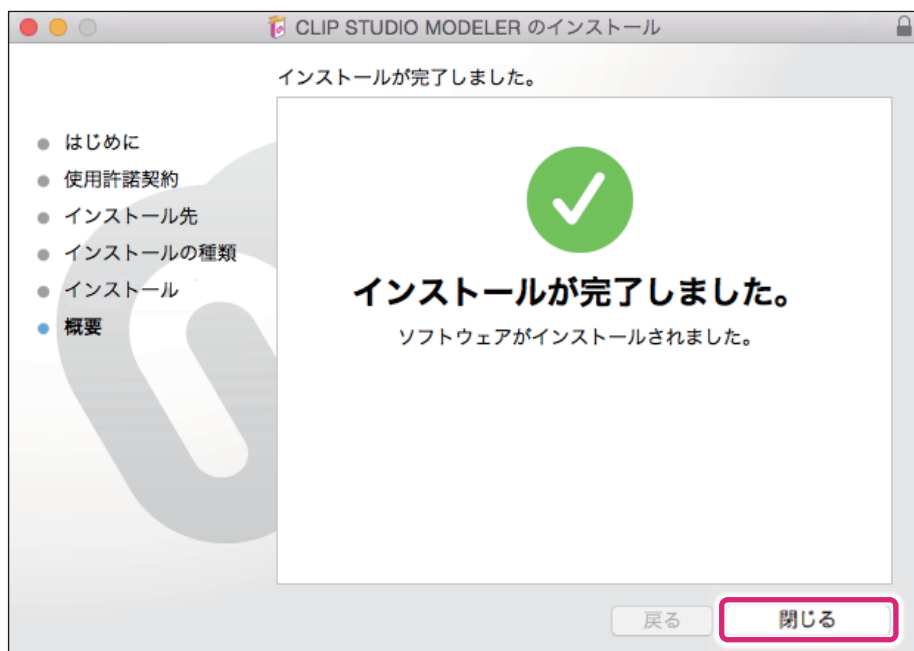 CLIP STUDIO MODELER のインストール
インストールが完了しました。
はじめに
使用許諾契約
インストール先
インストールの種類
インストール
概要
インストールが完了しました。
ソフトウェアがインストールされました。
戻る
閉じる